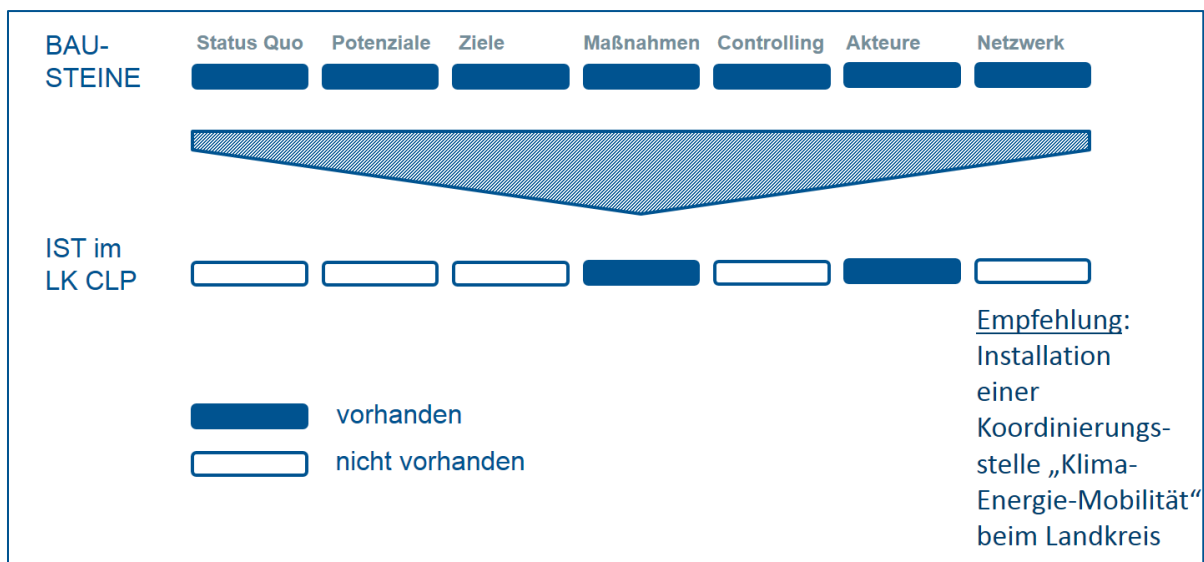 BAU-
STEINE
Status Quo
Potenziale
Ziele
Maßnahmen
Controlling
Akteure
Netzwerk
IST im
LK CLP
Empfehlung:
Installation
einer
Koordinierungs-
stelle „Klima-
Energie-Mobilität“
beim Landkreis
vorhanden
nicht vorhanden